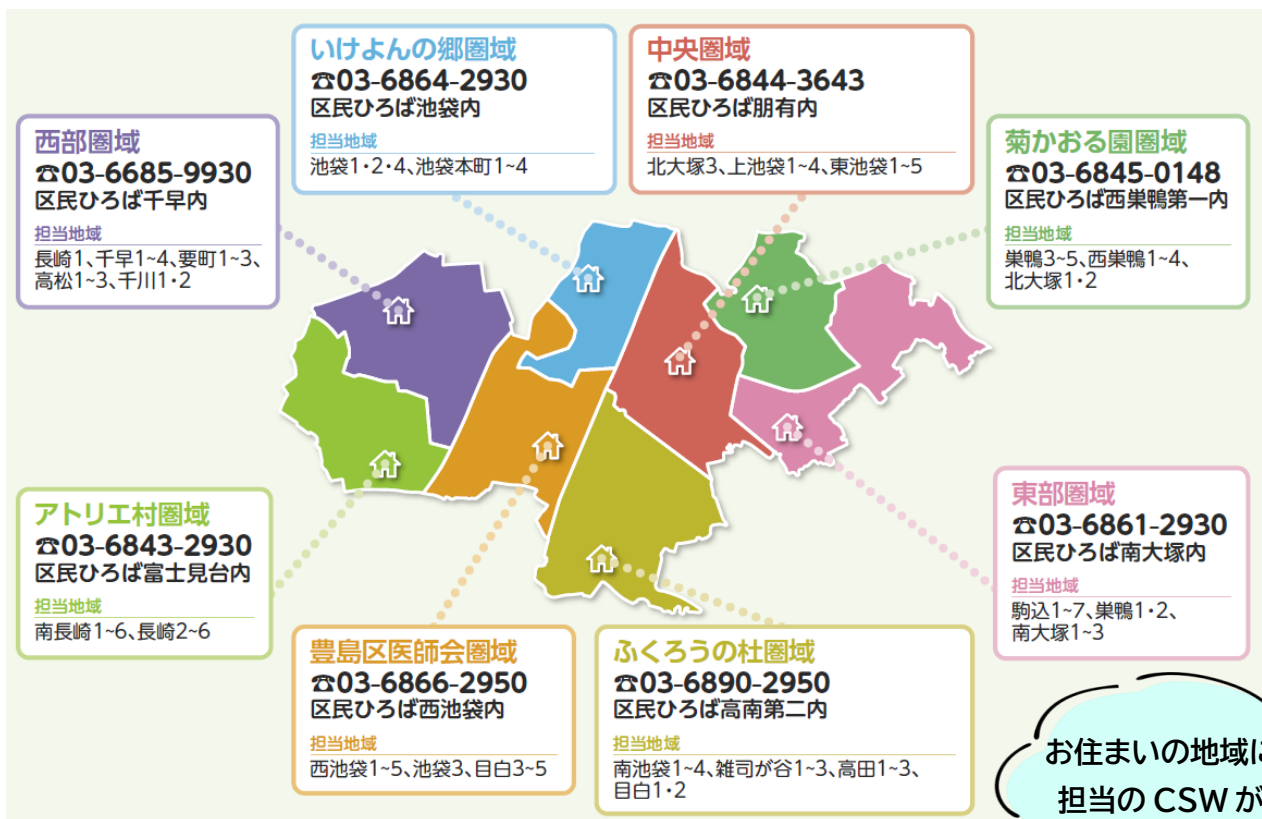 いけよんの郷圏域
☎03-6864-2930
区民ひろば池袋内
担当地域
池袋1・2・4、池袋本町1~4
中央圏域
☎03-6844-3643
区民ひろば朋有内
担当地域
北大塚3、上池袋1~4、東池袋1~5
西部圏域
☎03-6685-9930
区民ひろば千早内
担当地域
長崎1、千早1~4、要町1~3、
高松1~3、千川1・2
菊かおる園圏域
☎03-6845-0148
区民ひろば西巣鴨第一内
担当地域
巣鴨3~5、西巣鴨1~4、
北大塚1・2
アトリエ村圏域
☎03-6843-2930
区民ひろば富士見台内
担当地域
南長崎1~6、長崎2~6
東部圏域
☎03-6861-2930
区民ひろば南大塚内
担当地域
駒込1~7、巣鴨1・2、
南大塚1~3
豊島区医師会圏域
☎03-6866-2950
区民ひろば西池袋内
担当地域
西池袋1~5、池袋3、目白3~5
ふくろうの杜圏域
☎03-6890-2950
区民ひろば高南第二内
担当地域
南池袋1~4、雑司が谷1~3、高田1~3、
目白1・2
お住まいの地域に
担当の CSW が